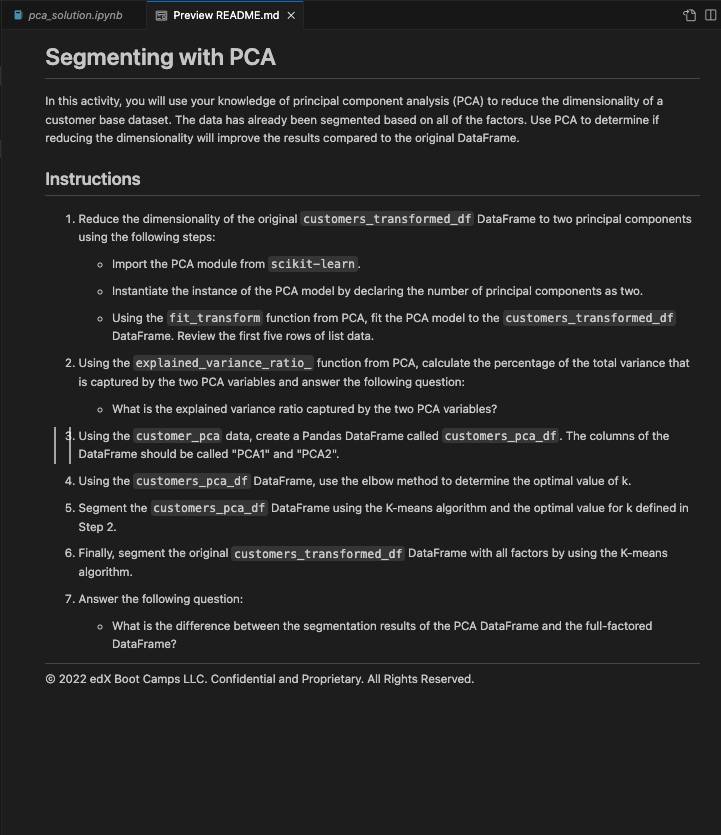 pca_solution.ipynb
Preview README.md
Segmenting with PCA
In this activity, you will use your knowledge of principal component analysis (PCA) to reduce the dimensionality of a
customer base dataset. The data has already been segmented based on all of the factors. Use PCA to determine if
reducing the dimensionality will improve the results compared to the original DataFrame.
Instructions
1. Reduce the dimensionality of the original customers_transformed_df DataFrame to two principal components
using the following steps:
Import the PCA module from scikit-learn.
Instantiate the instance of the PCA model by declaring the number of principal components as two.
Using the fit_transform function from PCA, fit the PCA model to the customers_transformed_df
DataFrame. Review the first five rows of list data.
2. Using the explained_variance_ratio_ function from PCA, calculate the percentage of the total variance that
is captured by the two PCA variables and answer the following question:
What is the explained variance ratio captured by the two PCA variables?
3. Using the customer_pca data, create a Pandas DataFrame called customers_pca_df. The columns of the
DataFrame should be called "PCA1" and "PCA2".
4. Using the customers_pca_df DataFrame, use the elbow method to determine the optimal value of k.
5. Segment the customers_pca_df DataFrame using the K-means algorithm and the optimal value for k defined in
Step 2.
6. Finally, segment the original customers_transformed_df DataFrame with all factors by using the K-means
algorithm.
7. Answer the following question:
What is the difference between the segmentation results of the PCA DataFrame and the full-factored
DataFrame?
© 2022 edX Boot Camps LLC. Confidential and Proprietary. All Rights Reserved.